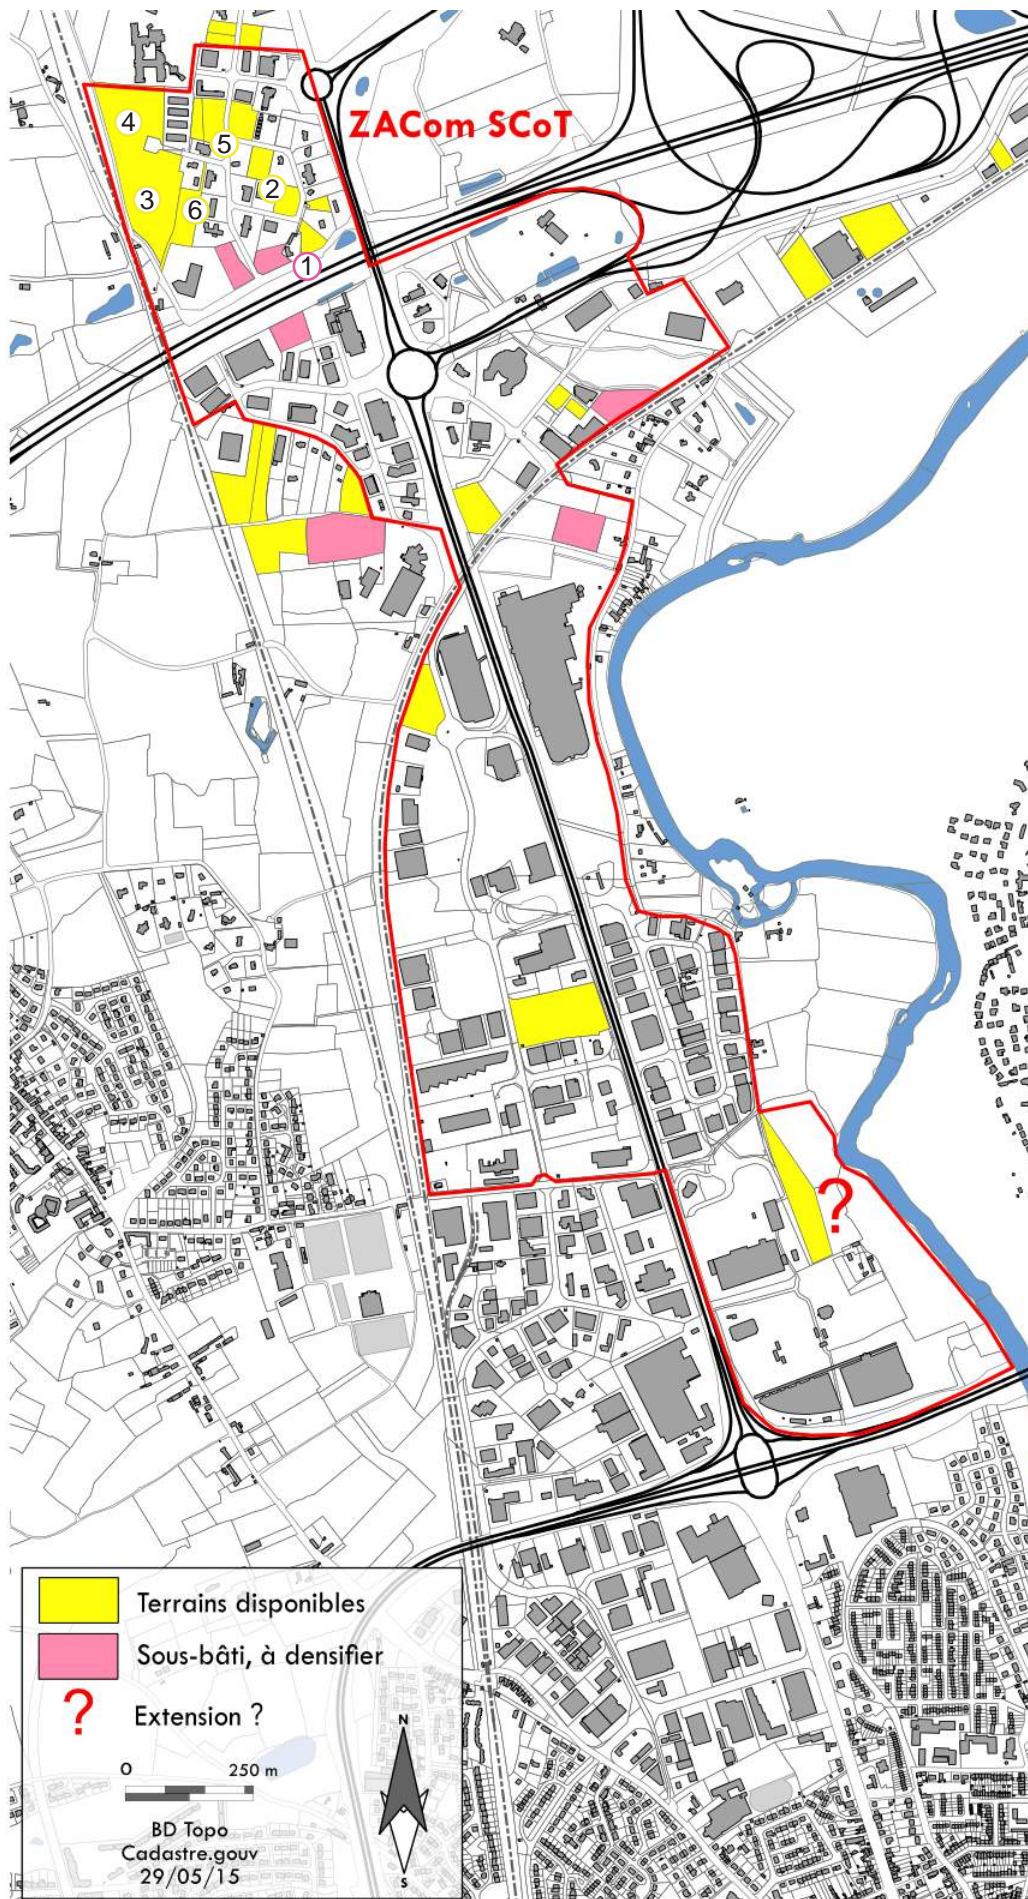 ZACom SCoT
4
5
3
2
6
1
?
Terrains disponibles
Sous-bâti, à densifier
? Extension ?
0 250 m
N
BD Topo
Cadastre.gouv
29/05/15
S